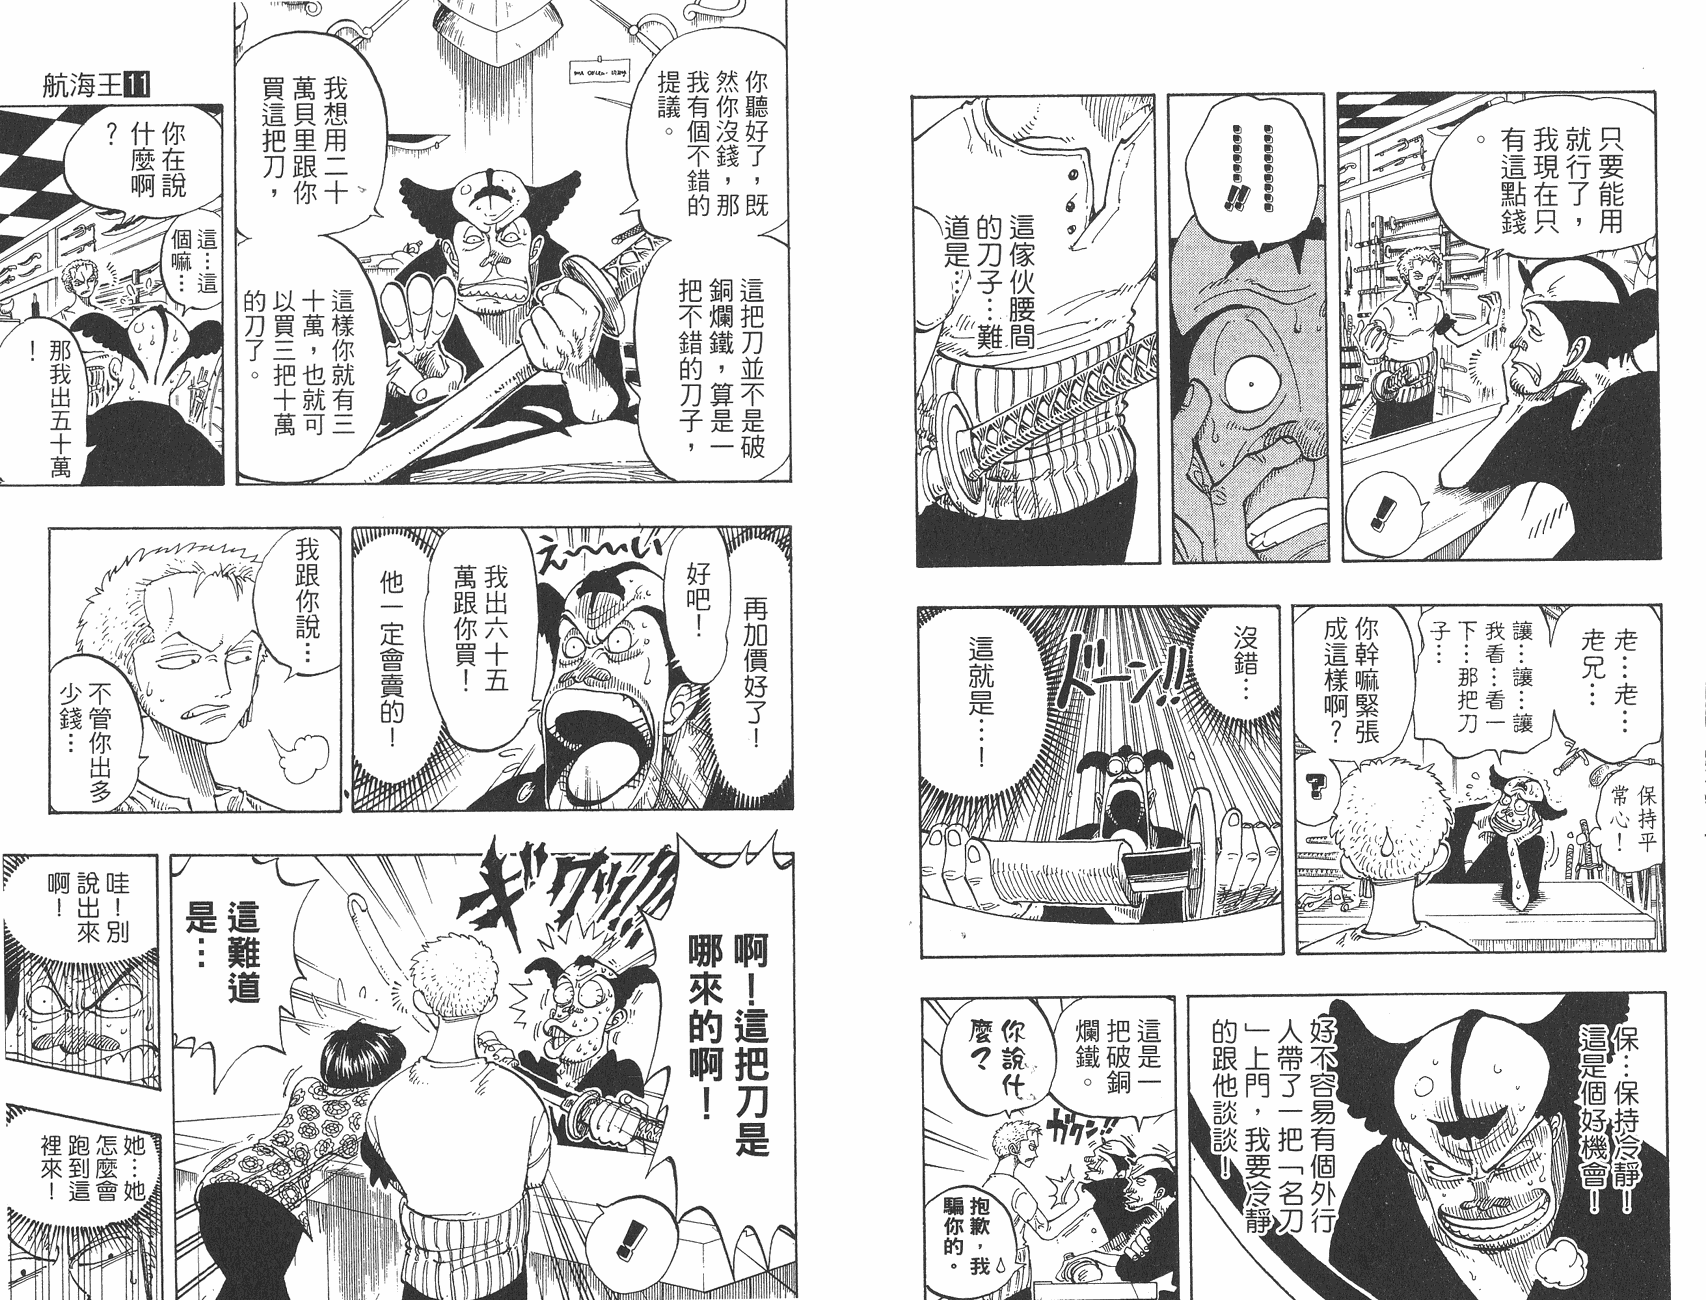 只要能用
就行了，
我現在只
有這點錢
。
！
…………！！
這傢伙腰間
的刀子…難
道是…
老…老…
老兄…
讓…讓…讓
我看…看一
下…那把刀
子…
保持平
常心！
你幹嘛緊張
成這樣啊？
？
沒錯…
ドーン!!
這就是…！
保…保持冷靜！
這是個好機會！
好不容易有個外行
人帶了一把「名刀
」上門，我要冷靜
的跟他談談！
這是一
把破銅
爛鐵。
ガクン!!
你說什
麼？
抱歉，我
騙你的。
航海王11
你聽好了，既
然你沒錢，那
我有個不錯的
提議。
這把刀並不是破
銅爛鐵，算是一
把不錯的刀子，
我想用二十
萬貝里跟你
買這把刀，
這樣你就有三
十萬，也就可
以買三把十萬
的刀了。
你在說
什麼啊
？
這…這
個嘛…
那我出五十萬
！
再加價好了！
好吧！
え〜〜い
我出六十五
萬跟你買！
他一定會賣的！
我跟你說…
不管你出多
少錢…
啊！這把刀是
哪來的啊！
ギクッ!!
這難道
是…
！
哇！別
說出來
啊！
她…她
怎麼會
跑到這
裡來！